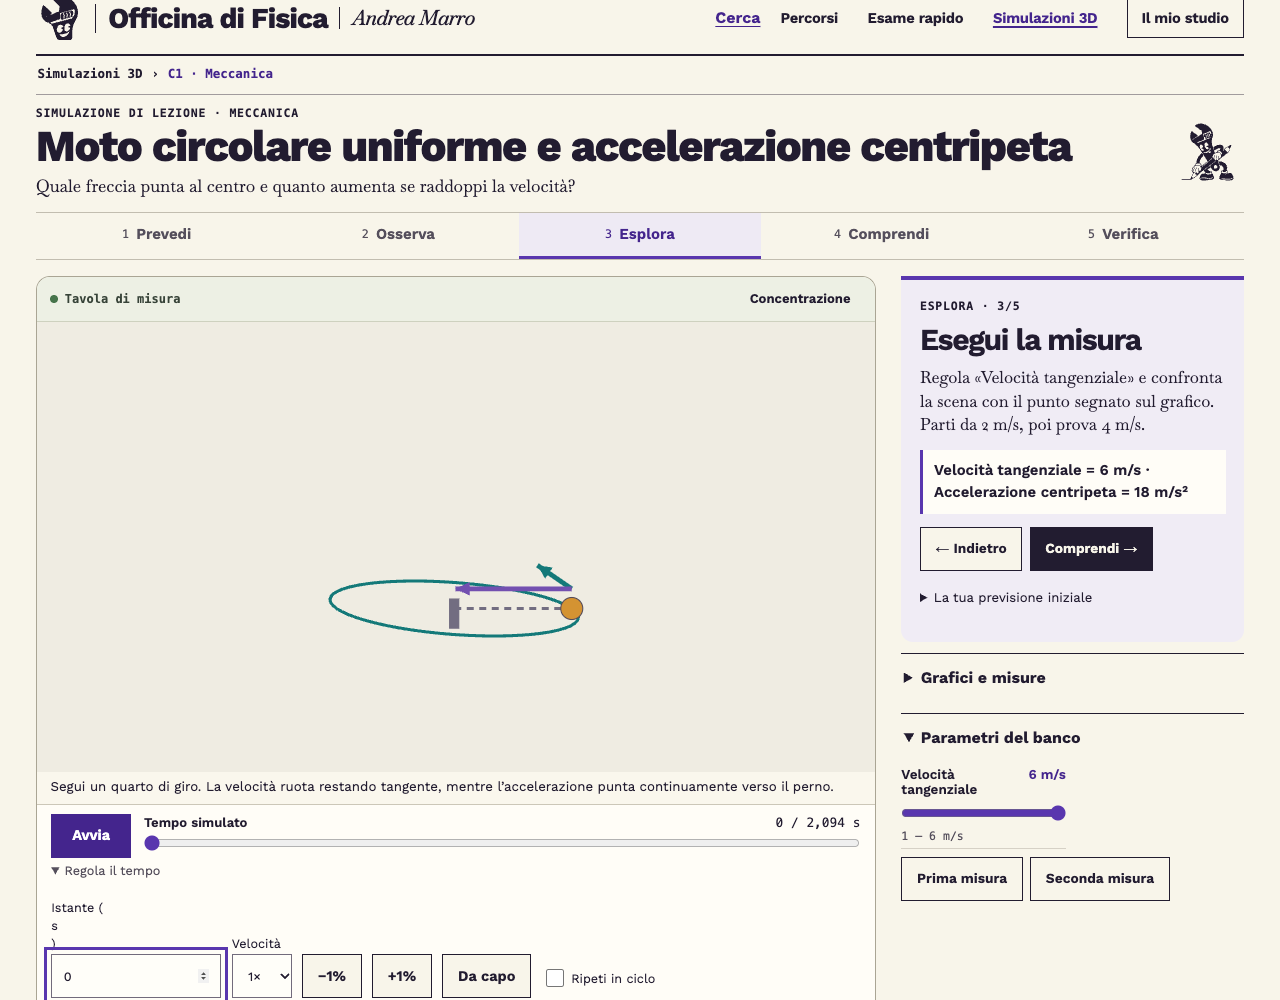 Officina di Fisica
Andrea Marro
Cerca
Percorsi
Esame rapido
Simulazioni 3D
Il mio studio
Simulazioni 3D › C1 · Meccanica
SIMULAZIONE DI LEZIONE · MECCANICA
Moto circolare uniforme e accelerazione centripeta
Quale freccia punta al centro e quanto aumenta se raddoppi la velocità?
1 Prevedi
2 Osserva
3 Esplora
4 Comprendi
5 Verifica
Tavola di misura
Concentrazione
Segui un quarto di giro. La velocità ruota restando tangente, mentre l’accelerazione punta continuamente verso il perno.
Avvia
Tempo simulato
0 / 2,094 s
▼ Regola il tempo
Istante (
s
)
0
Velocità
1×
−1%
+1%
Da capo
Ripeti in ciclo
ESPLORA · 3/5
Esegui la misura
Regola «Velocità tangenziale» e confronta
la scena con il punto segnato sul grafico.
Parti da 2 m/s, poi prova 4 m/s.
Velocità tangenziale = 6 m/s ·
Accelerazione centripeta = 18 m/s²
← Indietro
Comprendi →
▶ La tua previsione iniziale
▶ Grafici e misure
▼ Parametri del banco
Velocità
tangenziale
6 m/s
1 — 6 m/s
Prima misura
Seconda misura